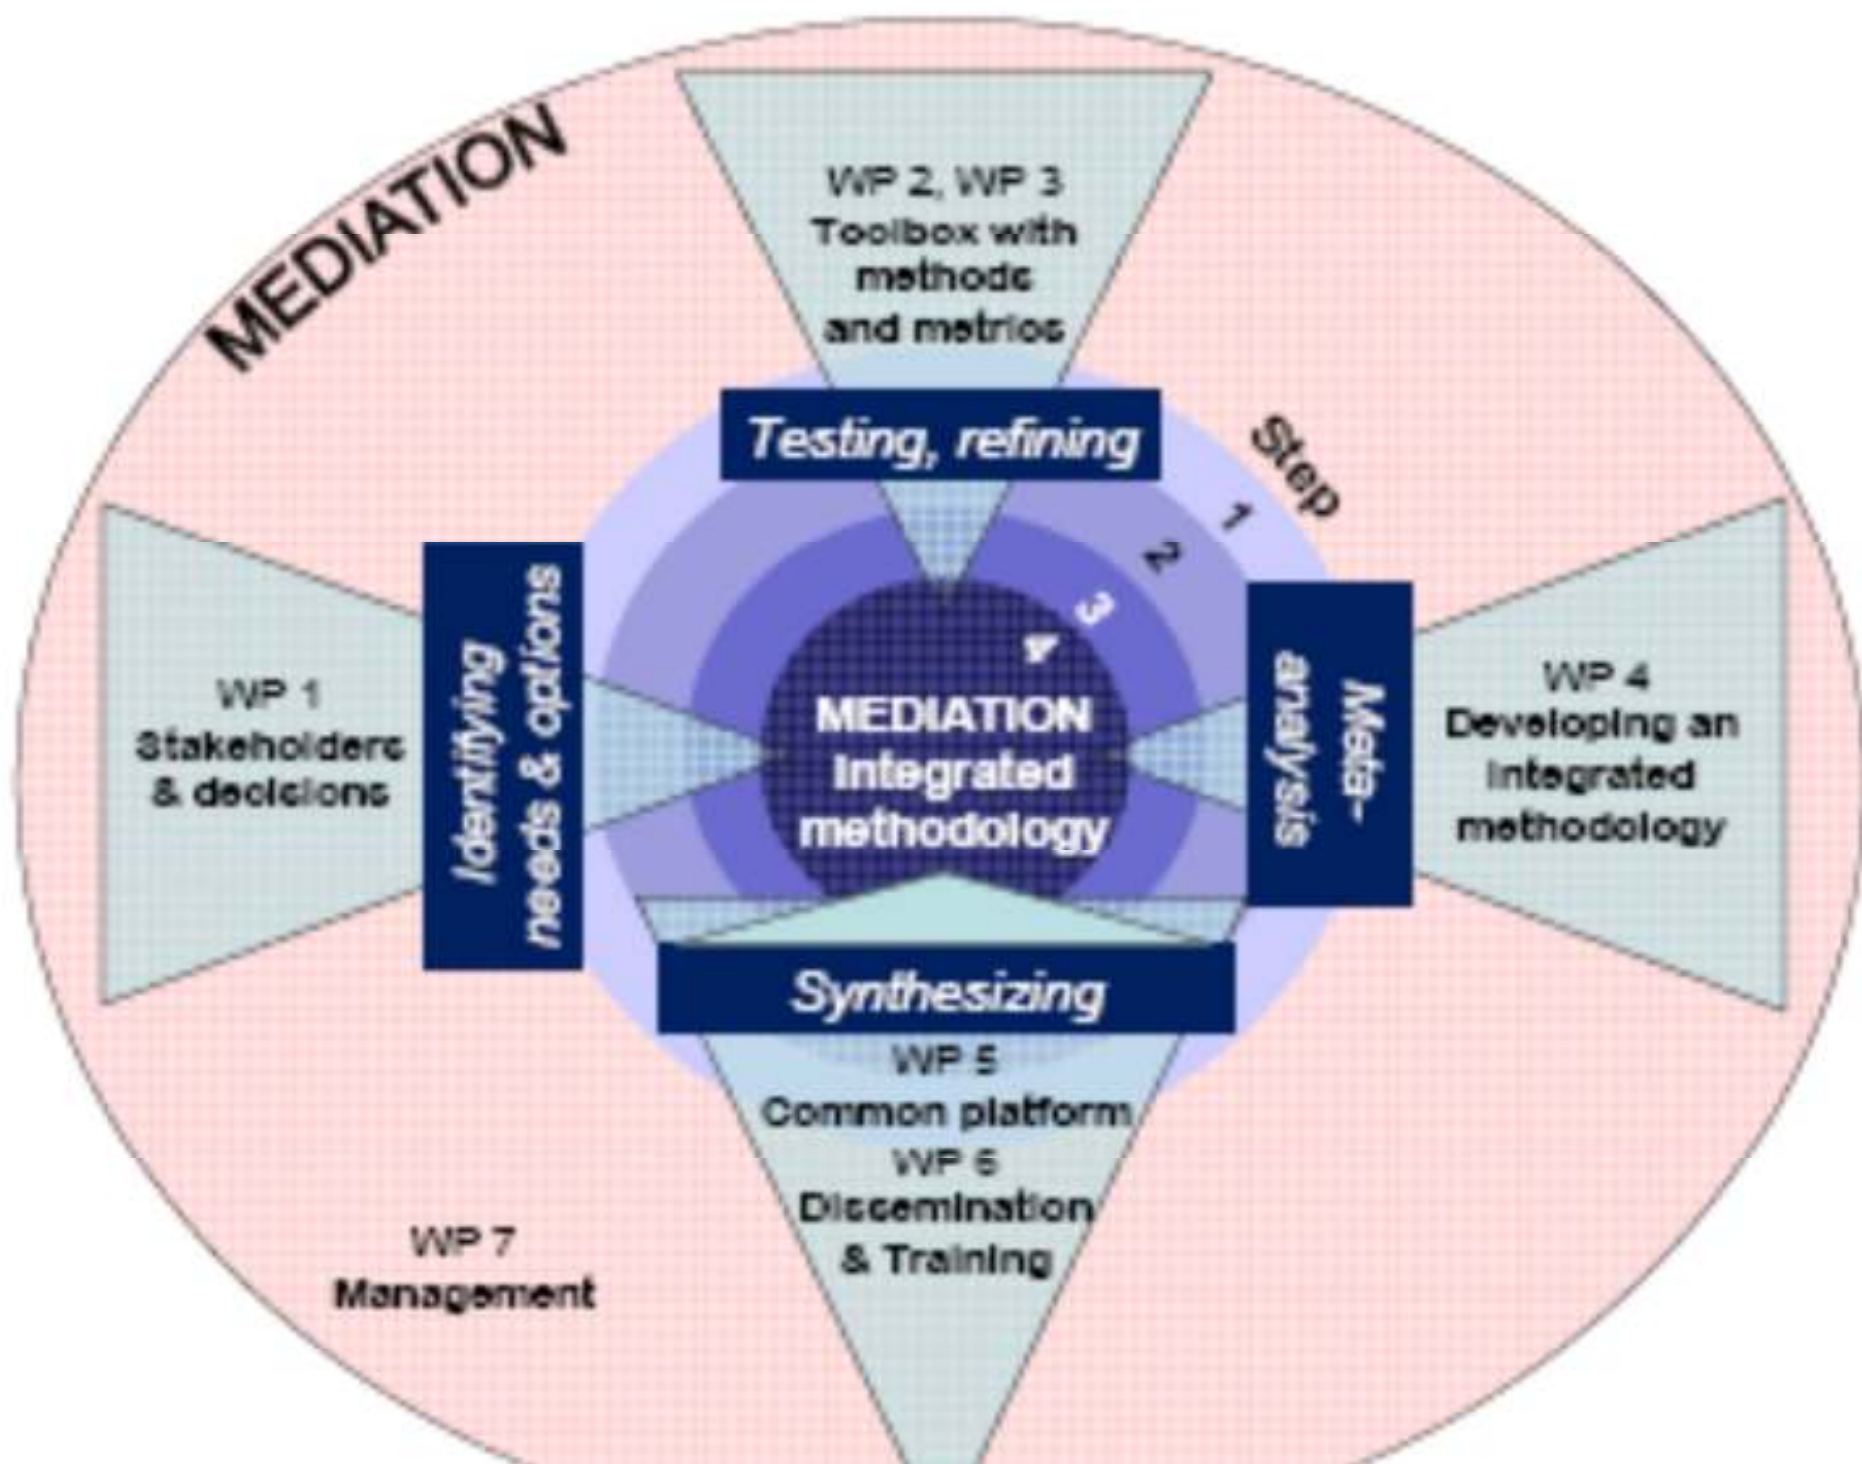 MEDIATION
WP 2, WP 3
Toolbox with
methods
and metrics
Testing, refining
Step
1
2
3
4
WP 1
Stakeholders
& decisions
Identifying
needs & options
MEDIATION
Integrated
methodology
Meta-
analysis
WP 4
Developing an
Integrated
methodology
Synthesizing
WP 5
Common platform
WP 6
Dissemination
& Training
WP 7
Management